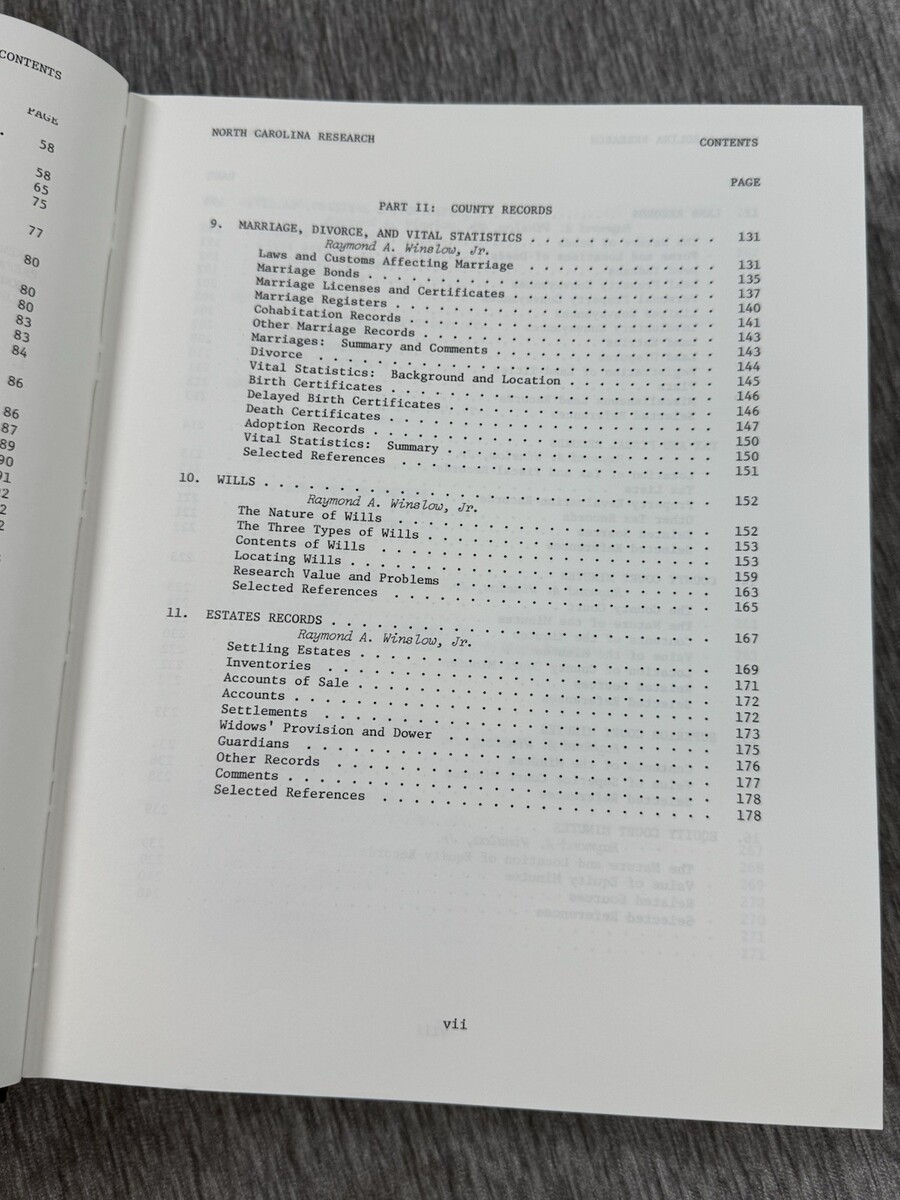 CONTENTS
PAGE
58
58
65
75
77
80
80
80
83
83
84
86
86
87
89
90
NORTH CAROLINA RESEARCH CONTENTS
PAGE
PART II: COUNTY RECORDS
9. MARRIAGE, DIVORCE, AND VITAL STATISTICS . . . . . . . . . . . . 131
Raymond A. Winslow, Jr.
Laws and Customs Affecting Marriage . . . . . . . . . . . . 131
Marriage Bonds . . . . . . . . . . . . . . . . . . . . . . 135
Marriage Licenses and Certificates . . . . . . . . . . . . . 137
Marriage Registers . . . . . . . . . . . . . . . . . . . . 140
Cohabitation Records . . . . . . . . . . . . . . . . . . . 141
Other Marriage Records . . . . . . . . . . . . . . . . . . 143
Marriages: Summary and Comments . . . . . . . . . . . . . . 143
Divorce . . . . . . . . . . . . . . . . . . . . . . . . . 144
Vital Statistics: Background and Location . . . . . . . . . 145
Birth Certificates . . . . . . . . . . . . . . . . . . . . 146
Delayed Birth Certificates . . . . . . . . . . . . . . . . 146
Death Certificates . . . . . . . . . . . . . . . . . . . . 147
Adoption Records . . . . . . . . . . . . . . . . . . . . . 150
Vital Statistics: Summary . . . . . . . . . . . . . . . . . 150
Selected References . . . . . . . . . . . . . . . . . . . 151
10. WILLS . . . . . . . . . . . . . . . . . . . . . . . . . . . 152
Raymond A. Winslow, Jr.
The Nature of Wills . . . . . . . . . . . . . . . . . . . . 152
The Three Types of Wills . . . . . . . . . . . . . . . . . . 153
Contents of Wills . . . . . . . . . . . . . . . . . . . . . 153
Locating Wills . . . . . . . . . . . . . . . . . . . . . . 159
Research Value and Problems . . . . . . . . . . . . . . . . 163
Selected References . . . . . . . . . . . . . . . . . . . . 165
11. ESTATES RECORDS . . . . . . . . . . . . . . . . . . . . . . . 167
Raymond A. Winslow, Jr.
Settling Estates . . . . . . . . . . . . . . . . . . . . . 169
Inventories . . . . . . . . . . . . . . . . . . . . . . . 171
Accounts of Sale . . . . . . . . . . . . . . . . . . . . . 172
Accounts . . . . . . . . . . . . . . . . . . . . . . . . . 172
Settlements . . . . . . . . . . . . . . . . . . . . . . . 173
Widows' Provision and Dower . . . . . . . . . . . . . . . . 175
Guardians . . . . . . . . . . . . . . . . . . . . . . . . 176
Other Records . . . . . . . . . . . . . . . . . . . . . . 177
Comments . . . . . . . . . . . . . . . . . . . . . . . . . 178
Selected References . . . . . . . . . . . . . . . . . . . . 178
vii